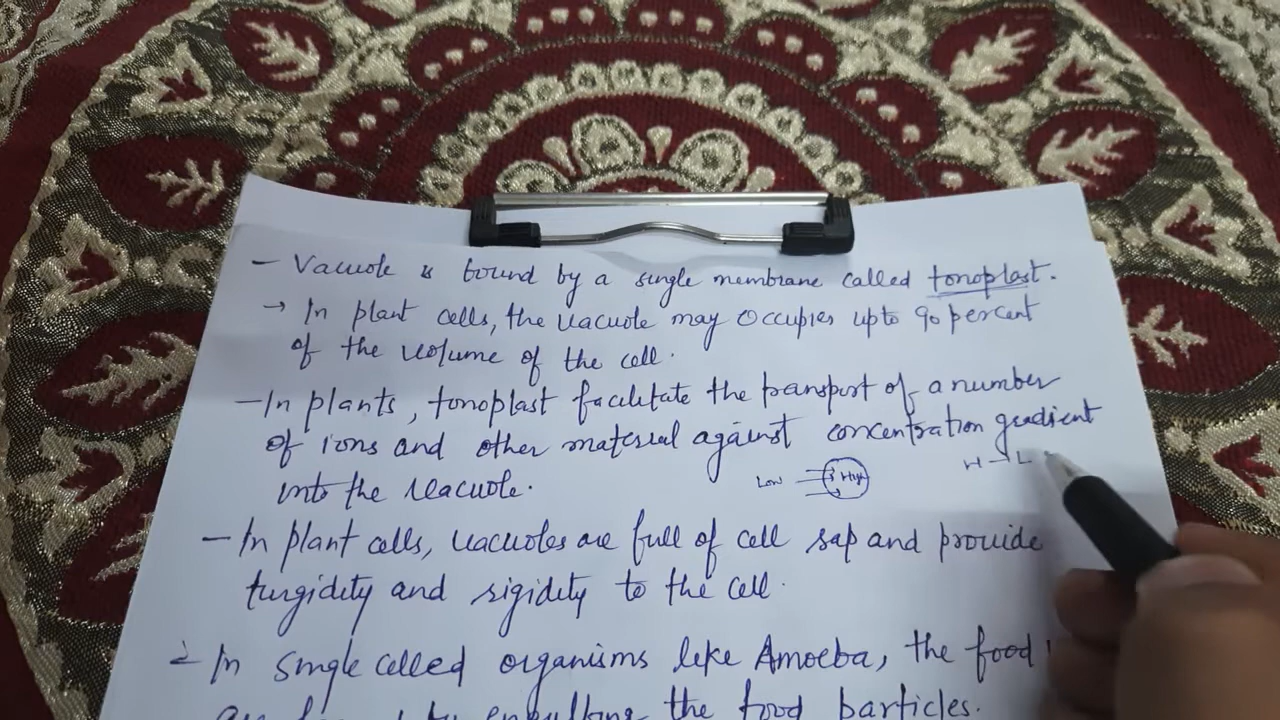 - Vacuole is bound by a single membrane called tonoplast.
→ In plant cells, the vacuole may occupies upto 90 percent
of the volume of the cell.
- In plants, tonoplast facilitate the transport of a number
of ions and other material against concentration gradient
H → L
into the vacuole.
Low High
- In plant cells, vacuoles are full of cell sap and provide
turgidity and rigidity to the cell.
- In single celled organisms like Amoeba, the food
by engulfing the food particles.